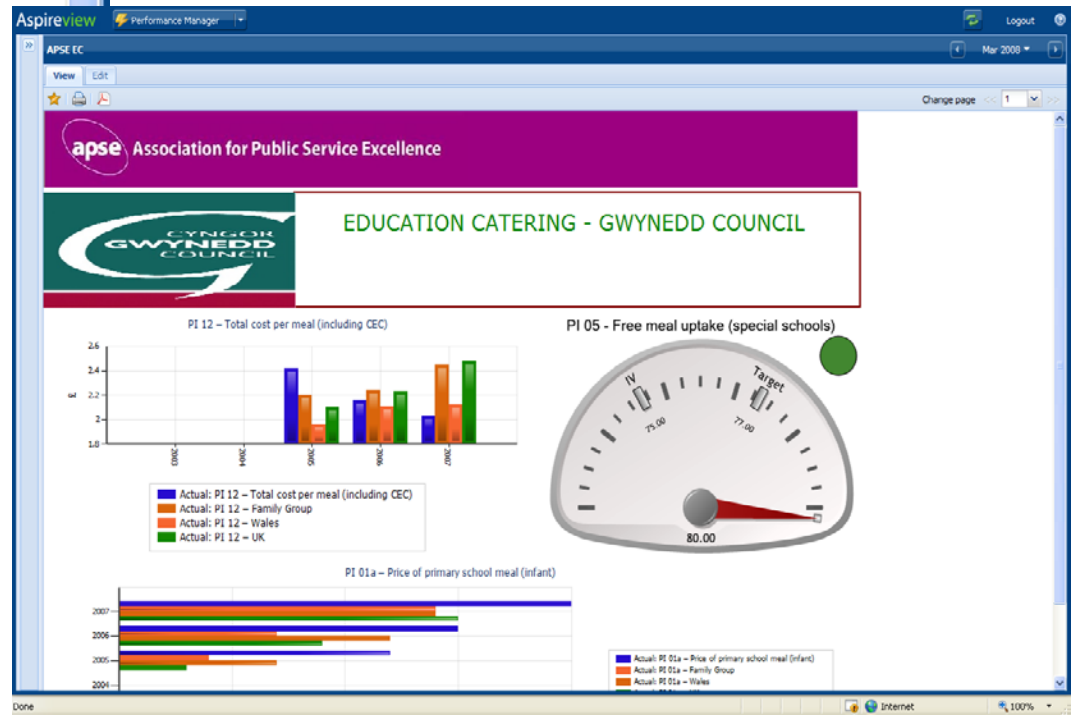 Aspireview Performance Manager Logout
APSE EC Mar 2008
View Edit
Change page << 1 >>
apse Association for Public Service Excellence
CYNGOR
GWYNEDD
COUNCIL
EDUCATION CATERING - GWYNEDD COUNCIL
PI 12 – Total cost per meal (including CEC)
2.6
2.4
2.2
2
1.8
£
2003 2004 2005 2006 2007
Actual: PI 12 – Total cost per meal (including CEC)
Actual: PI 12 – Family Group
Actual: PI 12 – Wales
Actual: PI 12 – UK
PI 05 - Free meal uptake (special schools)
IV Target
75.00 77.00
80.00
PI 01a – Price of primary school meal (infant)
2007
2006
2005
2004
Actual: PI 01a – Price of primary school meal (infant)
Actual: PI 01a – Family Group
Actual: PI 01a – Wales
Done Internet 100%